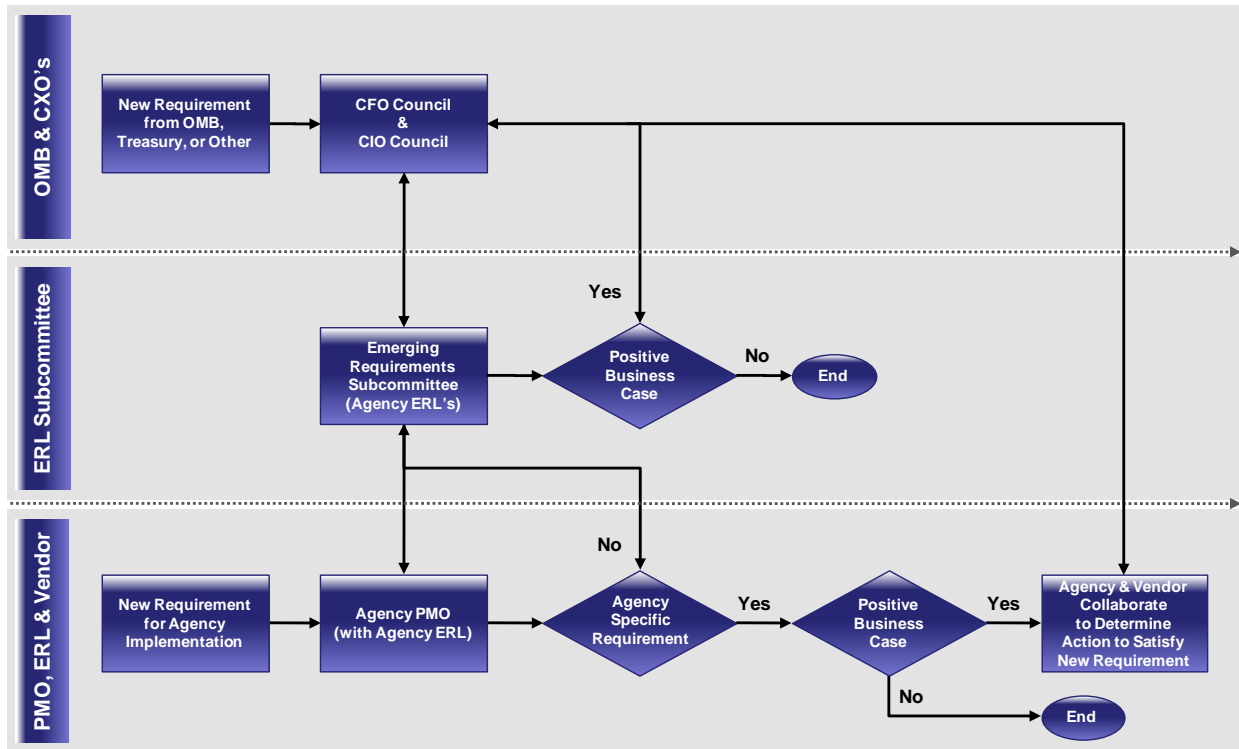 OMB & CXO's
New Requirement
from OMB,
Treasury, or Other
CFO Council
&
CIO Council
ERL Subcommittee
Emerging
Requirements
Subcommittee
(Agency ERL's)
Yes
Positive
Business
Case
No
End
PMO, ERL & Vendor
New Requirement
for Agency
Implementation
Agency PMO
(with Agency ERL)
No
Agency
Specific
Requirement
Yes
Positive
Business
Case
Yes
Agency & Vendor
Collaborate
to Determine
Action to Satisfy
New Requirement
No
End